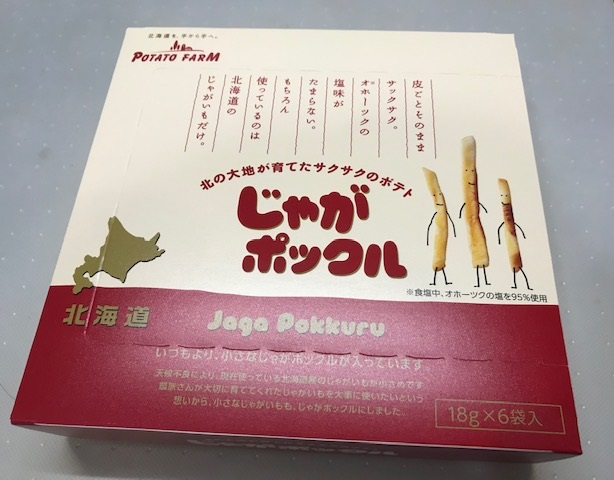 北海道を、手から手へ。
POTATO FARM
皮ごとそのまま
サックサク。
オホーツクの
塩味が
たまらない。
もちろん
使っているのは
北海道の
じゃがいもだけ。
北の大地が育てたサクサクのポテト
じゃが
ポックル
※食塩中、オホーツクの塩を95%使用
北海道
Jaga Pokkuru
いつもより、小さなじゃがポックルが入っています。
天候不良により、現在使っている北海道産のじゃがいもが小さめです
農家さんが大切に育ててくれたじゃがいもを大事に使いたいという
想いから、小さなじゃがいもも、じゃがポックルにしました。
18g×6袋入